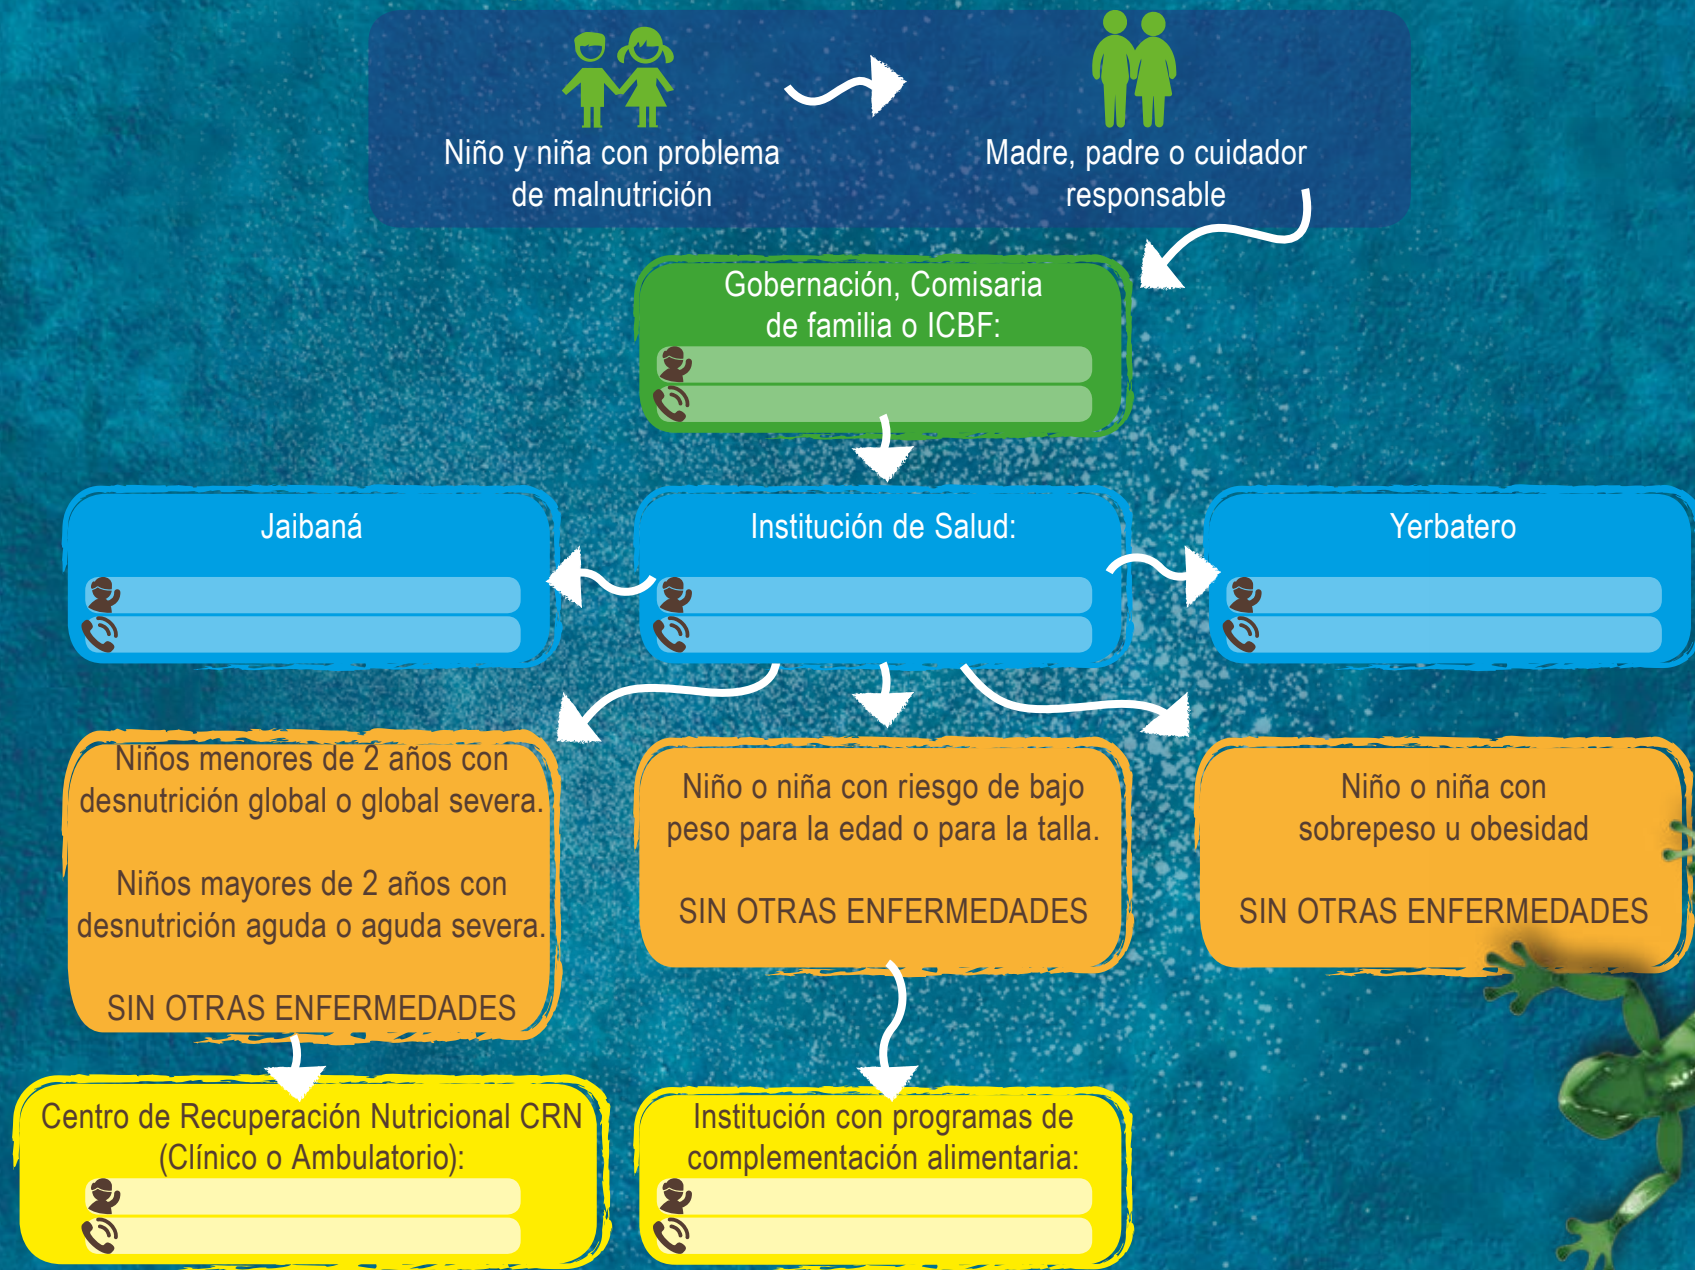 Niño y niña con problema
de malnutrición
Madre, padre o cuidador
responsable
Gobernación, Comisaria
de familia o ICBF:
Jaibaná
Institución de Salud:
Yerbatero
Niños menores de 2 años con
desnutrición global o global severa.
Niños mayores de 2 años con
desnutrición aguda o aguda severa.
SIN OTRAS ENFERMEDADES
Niño o niña con riesgo de bajo
peso para la edad o para la talla.
SIN OTRAS ENFERMEDADES
Niño o niña con
sobrepeso u obesidad
SIN OTRAS ENFERMEDADES
Centro de Recuperación Nutricional CRN
(Clínico o Ambulatorio):
Institución con programas de
complementación alimentaria: